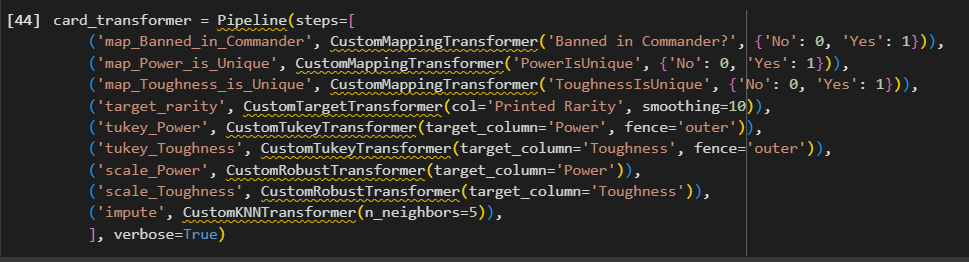 [44] card_transformer = Pipeline(steps=[
('map_Banned_in_Commander', CustomMappingTransformer('Banned in Commander?', {'No': 0, 'Yes': 1})),
('map_Power_is_Unique', CustomMappingTransformer('PowerIsUnique', {'No': 0, 'Yes': 1})),
('map_Toughness_is_Unique', CustomMappingTransformer('ToughnessIsUnique', {'No': 0, 'Yes': 1})),
('target_rarity', CustomTargetTransformer(col='Printed Rarity', smoothing=10)),
('tukey_Power', CustomTukeyTransformer(target_column='Power', fence='outer')),
('tukey_Toughness', CustomTukeyTransformer(target_column='Toughness', fence='outer')),
('scale_Power', CustomRobustTransformer(target_column='Power')),
('scale_Toughness', CustomRobustTransformer(target_column='Toughness')),
('impute', CustomKNNTransformer(n_neighbors=5)),
], verbose=True)